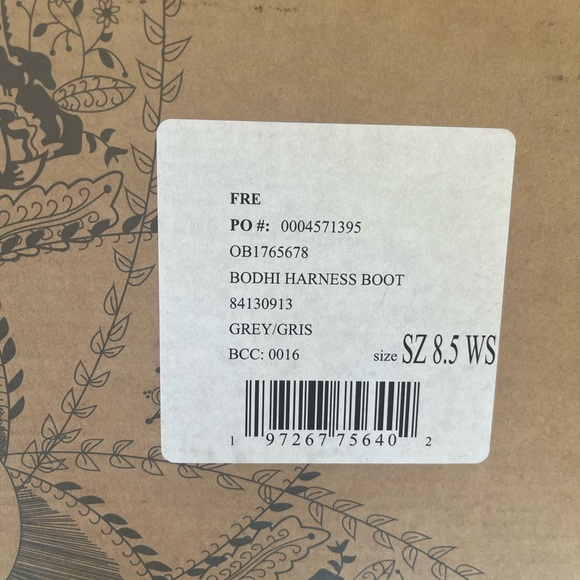 FRE
PO #: 0004571395
OB1765678
BODHI HARNESS BOOT
84130913
GREY/GRIS
BCC: 0016 size SZ 8.5 WS
1 97267 75640 2